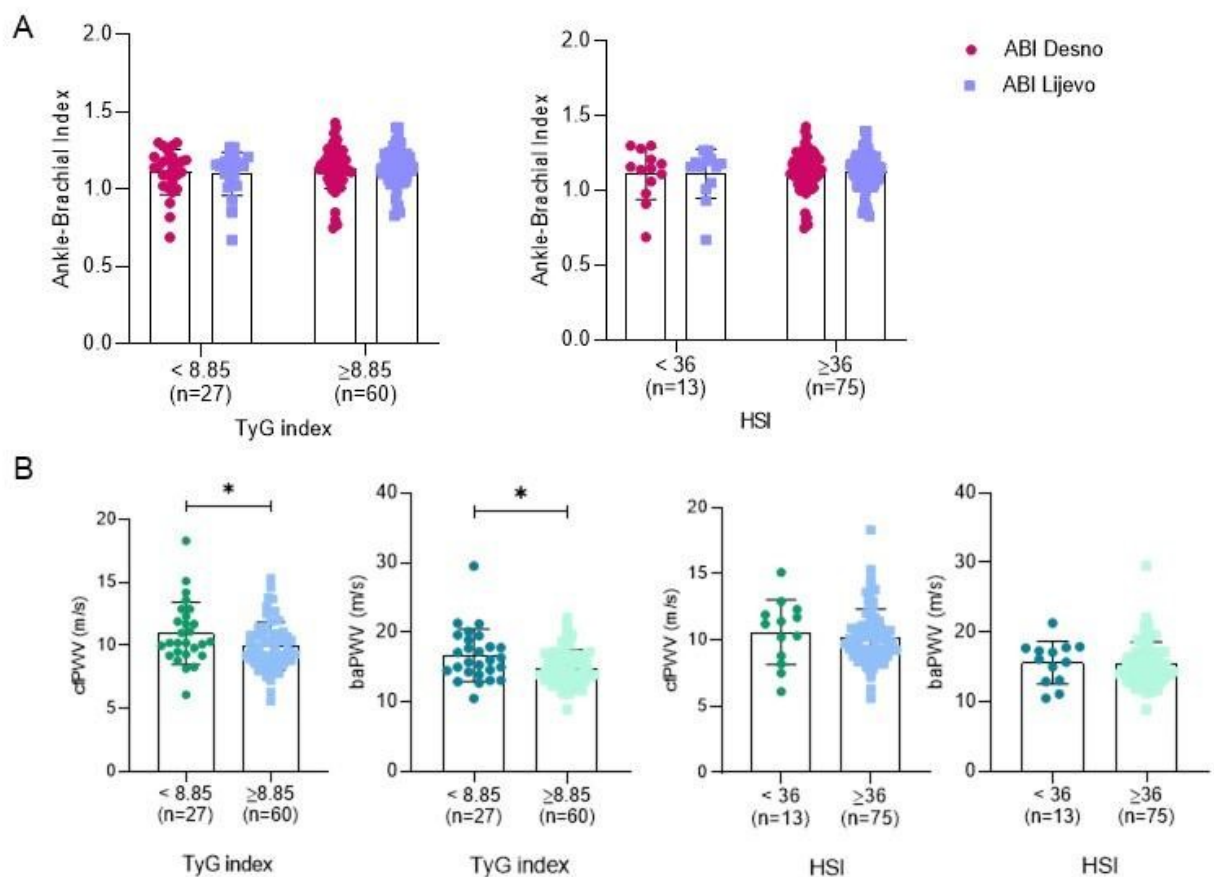 A
Ankle-Brachial Index
2.0
1.5
1.0
0.5
0.0
< 8.85
(n=27)
≥8.85
(n=60)
TyG index
Ankle-Brachial Index
2.0
1.5
1.0
0.5
0.0
< 36
(n=13)
≥36
(n=75)
HSI
ABI Desno
ABI Lijevo
B
cfPWV (m/s)
20
15
10
5
0
*
< 8.85
(n=27)
≥8.85
(n=60)
TyG index
baPWV (m/s)
40
30
20
10
0
*
< 8.85
(n=27)
≥8.85
(n=60)
TyG index
cfPWV (m/s)
20
15
10
5
0
< 36
(n=13)
≥36
(n=75)
HSI
baPWV (m/s)
40
30
20
10
0
< 36
(n=13)
≥36
(n=75)
HSI